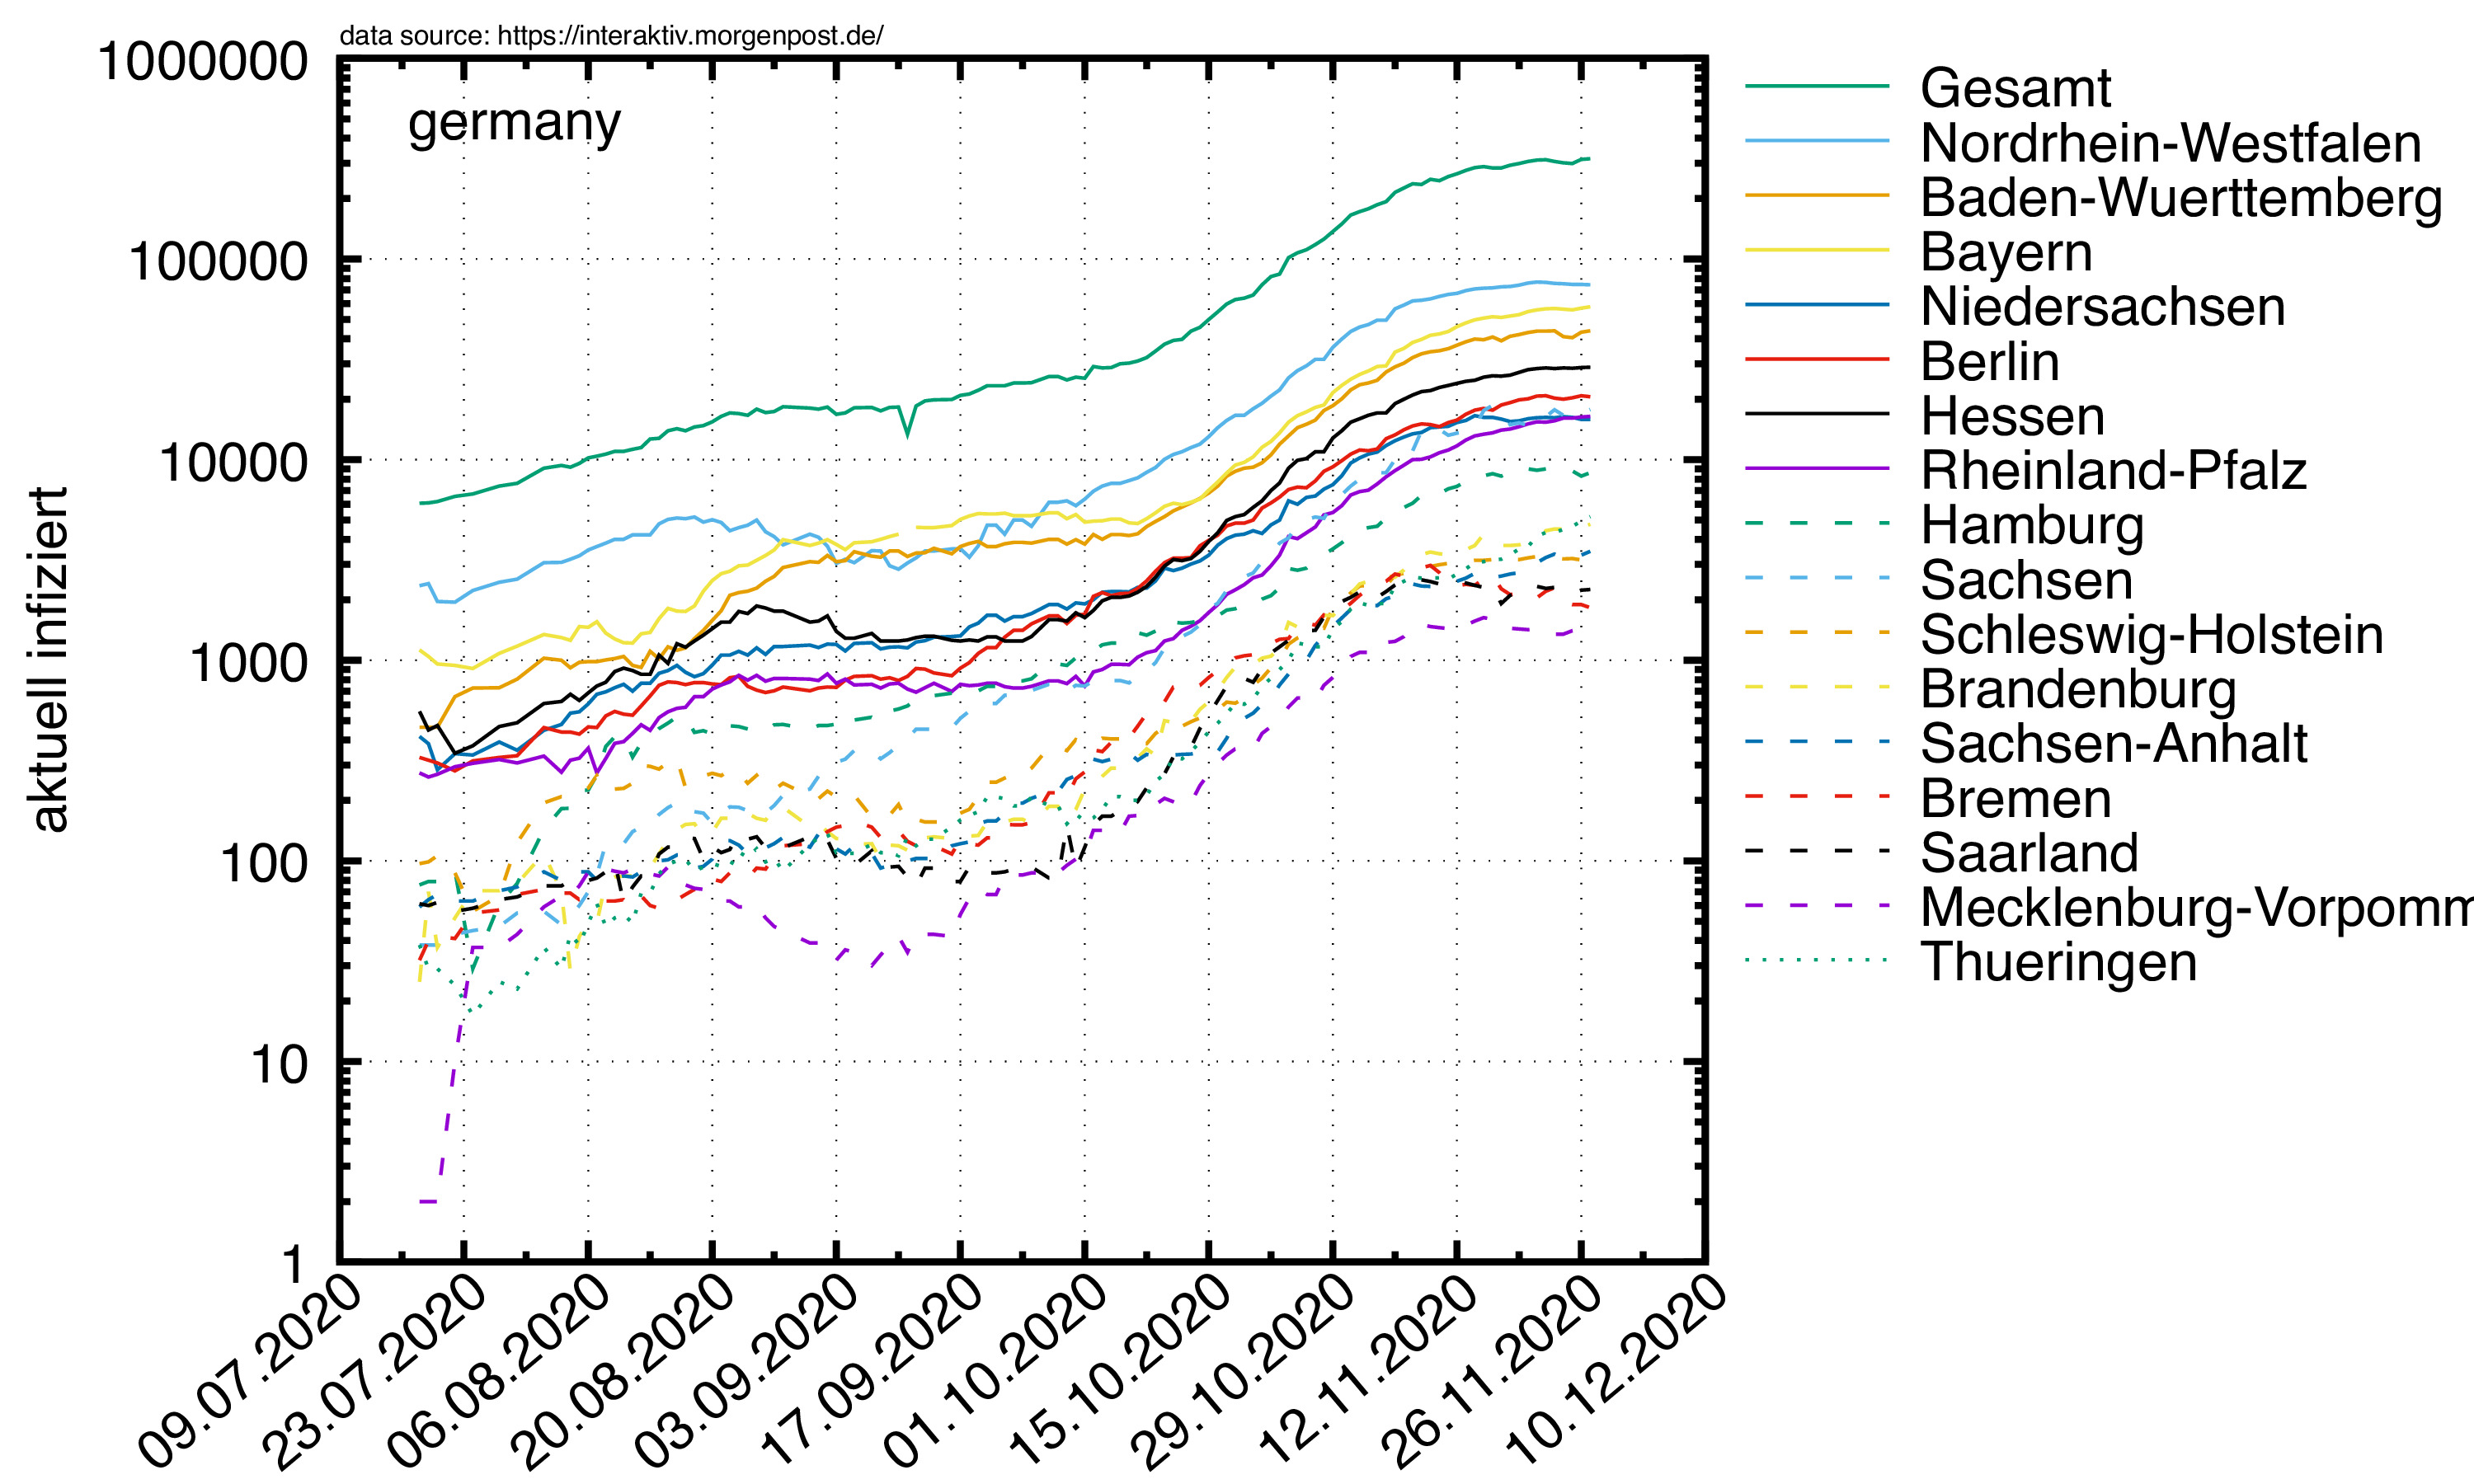 data source: https://interaktiv.morgenpost.de/
germany
aktuell infiziert
1000000
100000
10000
1000
100
10
1
09.07.2020
23.07.2020
06.08.2020
20.08.2020
03.09.2020
17.09.2020
01.10.2020
15.10.2020
29.10.2020
12.11.2020
26.11.2020
10.12.2020
Gesamt
Nordrhein-Westfalen
Baden-Wuerttemberg
Bayern
Niedersachsen
Berlin
Hessen
Rheinland-Pfalz
Hamburg
Sachsen
Schleswig-Holstein
Brandenburg
Sachsen-Anhalt
Bremen
Saarland
Mecklenburg-Vorpomm
Thueringen